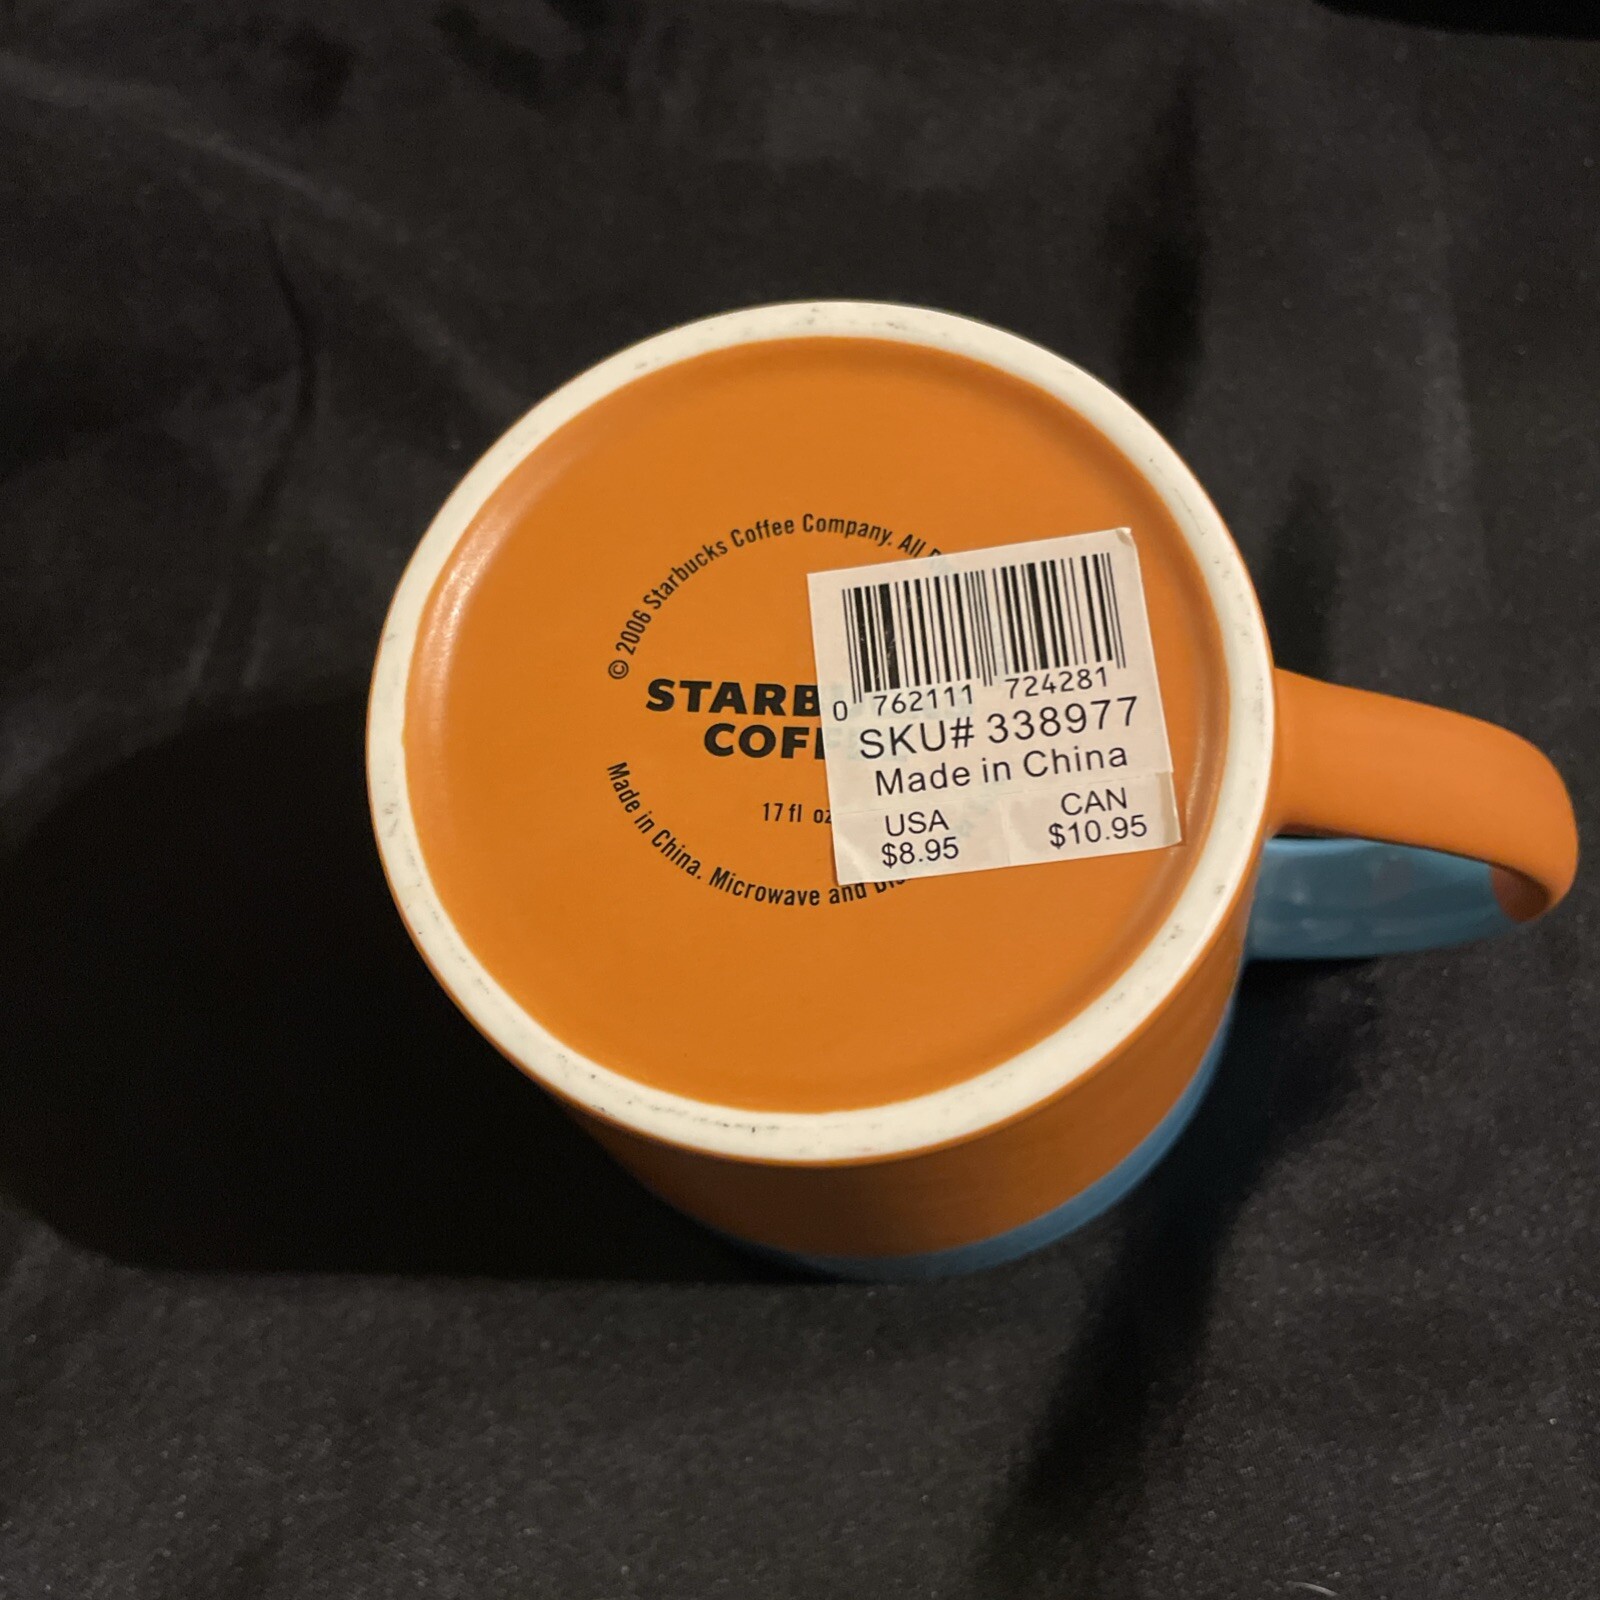 © 2006 Starbucks Coffee Company. All
STARB
COF
17 fl oz
Made in China. Microwave and
0 762111 724281
SKU# 338977
Made in China
USA
$8.95
CAN
$10.95